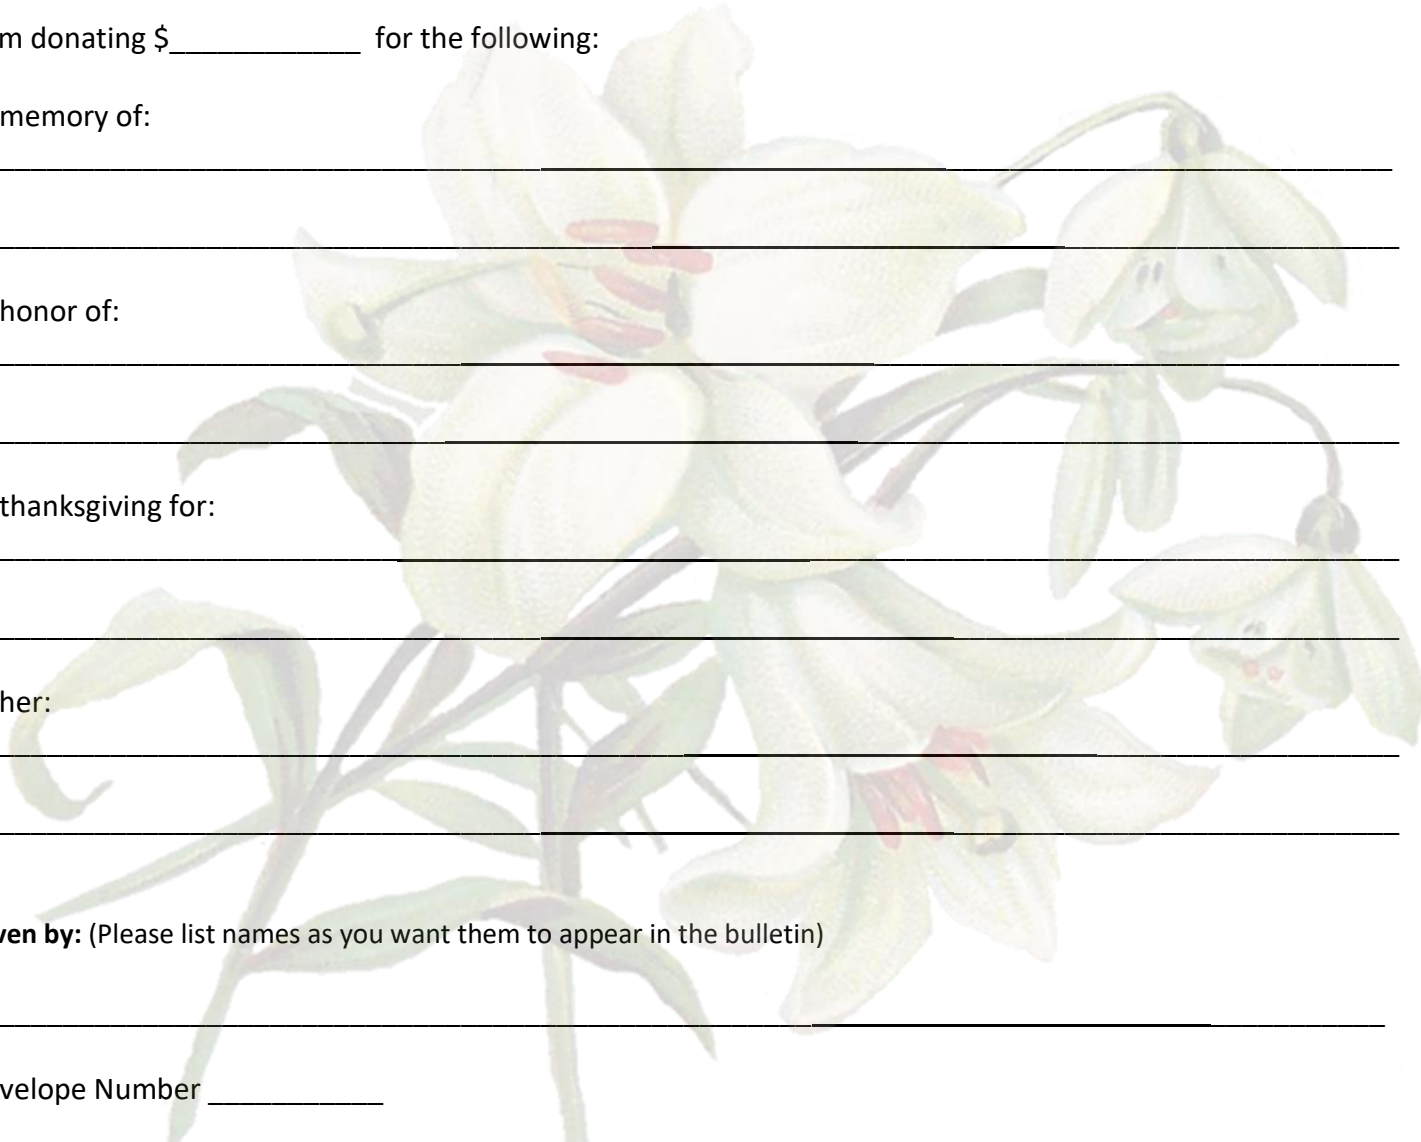 m donating $____________ for the following:
memory of:
honor of:
thanksgiving for:
her:
ven by: (Please list names as you want them to appear in the bulletin)
velope Number ___________